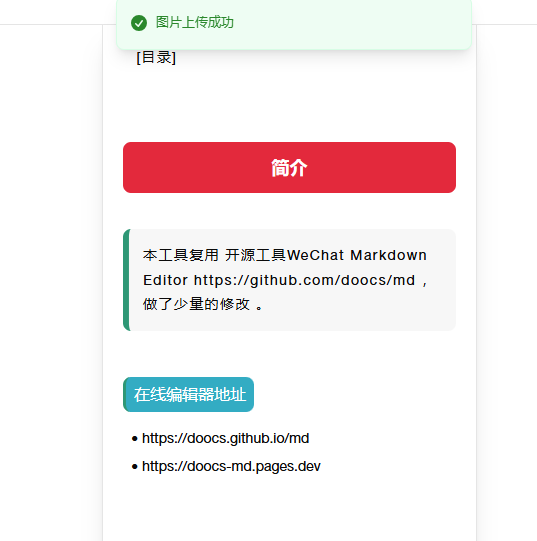 图片上传成功
[目录]
简介
本工具复用 开源工具WeChat Markdown
Editor https://github.com/doocs/md ，
做了少量的修改 。
在线编辑器地址
• https://doocs.github.io/md
• https://doocs-md.pages.dev